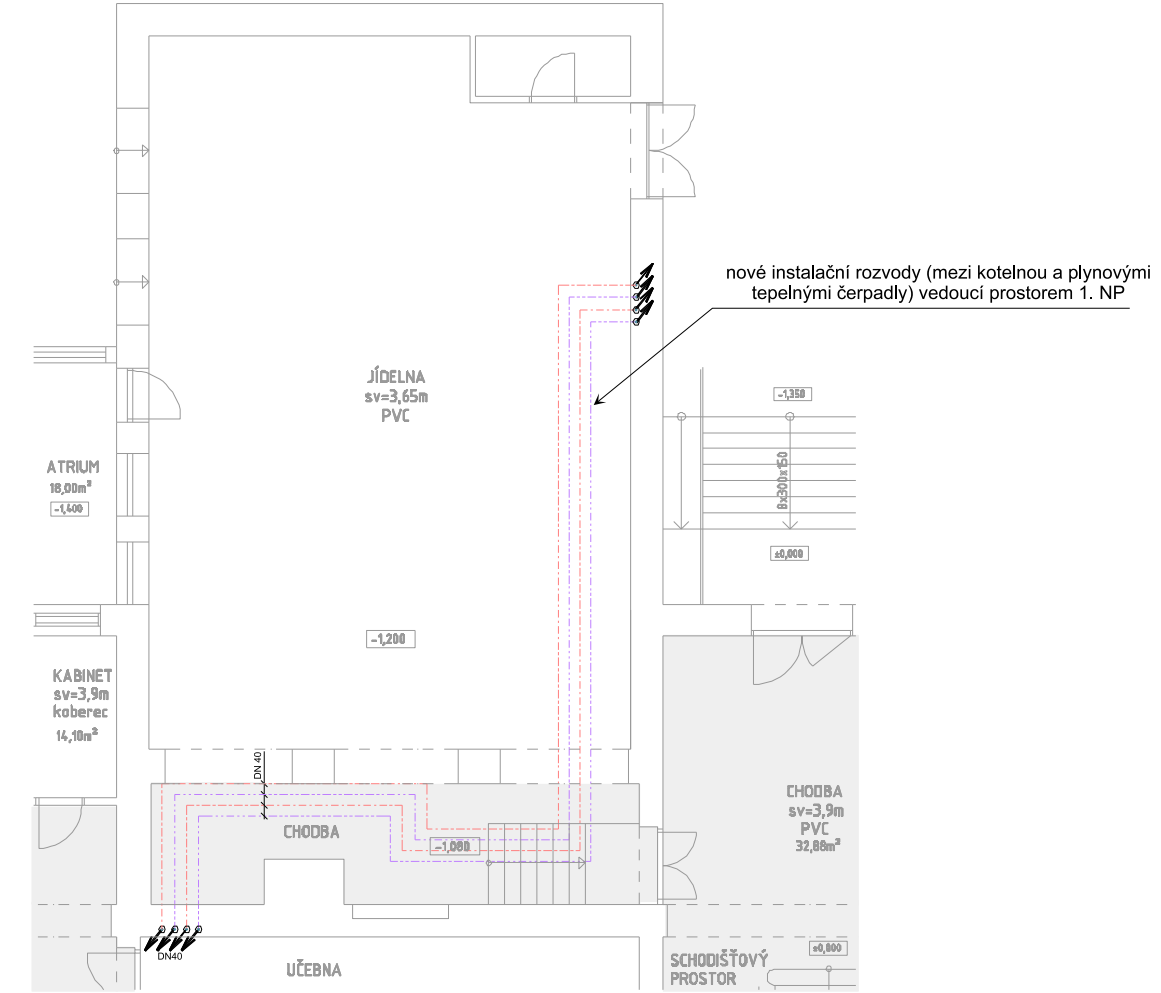 nové instalační rozvody (mezi kotelnou a plynovými
tepelnými čerpadly) vedoucí prostorem 1. NP
JÍDELNA
sv=3,65m
PVC
-1,350
8x300x150
±0,000
ATRIUM
18,00m²
-1,400
-1,200
KABINET
sv=3,9m
koberec
14,10m²
DN 40
CHODBA
-1,080
CHODBA
sv=3,9m
PVC
32,88m²
DN40
UČEBNA
SCHODIŠŤOVÝ
PROSTOR
±0,000